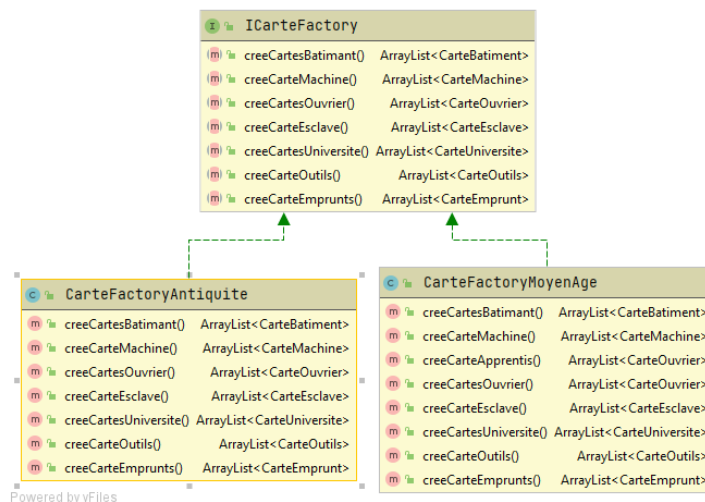 I ICarteFactory
m creeCartesBatimant() ArrayList<CarteBatiment>
m creeCarteMachine() ArrayList<CarteMachine>
m creeCartesOuvrier() ArrayList<CarteOuvrier>
m creeCarteEsclave() ArrayList<CarteEsclave>
m creeCartesUniversite() ArrayList<CarteUniversite>
m creeCarteOutils() ArrayList<CarteOutils>
m creeCarteEmprunts() ArrayList<CarteEmprunt>
C CarteFactoryAntiquite
m creeCartesBatimant() ArrayList<CarteBatiment>
m creeCarteMachine() ArrayList<CarteMachine>
m creeCartesOuvrier() ArrayList<CarteOuvrier>
m creeCarteEsclave() ArrayList<CarteEsclave>
m creeCartesUniversite() ArrayList<CarteUniversite>
m creeCarteOutils() ArrayList<CarteOutils>
m creeCarteEmprunts() ArrayList<CarteEmprunt>
C CarteFactoryMoyenAge
m creeCartesBatimant() ArrayList<CarteBatiment>
m creeCarteMachine() ArrayList<CarteMachine>
m creeCarteApprentis() ArrayList<CarteOuvrier>
m creeCartesOuvrier() ArrayList<CarteOuvrier>
m creeCarteEsclave() ArrayList<CarteEsclave>
m creeCartesUniversite() ArrayList<CarteUniversite>
m creeCarteOutils() ArrayList<CarteOutils>
m creeCarteEmprunts() ArrayList<CarteEmprunt>
Powered by yFiles